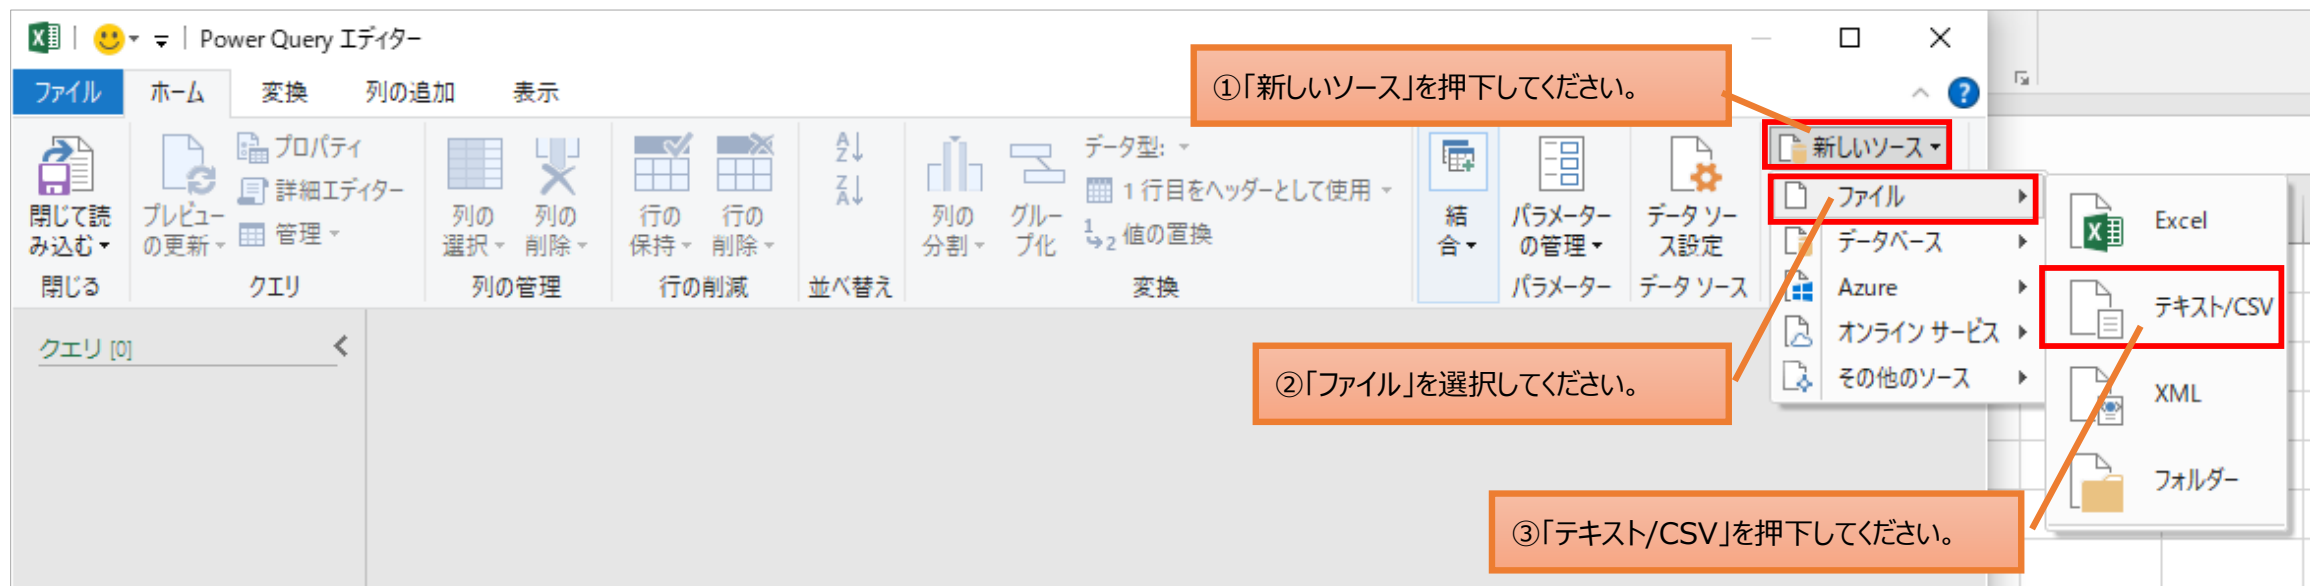 Power Query エディター
①「新しいソース」を押下してください。
ファイル ホーム 変換 列の追加 表示
閉じて読
み込む
閉じる
プレビュー
の更新
プロパティ
詳細エディター
管理
クエリ
列の
選択
列の
削除
列の管理
行の
保持
行の
削除
行の削減
並べ替え
列の
分割
グルー
プ化
データ型:
1 行目をヘッダーとして使用
値の置換
変換
結
合
パラメーター
の管理
パラメーター
データ ソー
ス設定
データ ソース
新しいソース
ファイル
データベース
Azure
オンライン サービス
その他のソース
Excel
テキスト/CSV
XML
フォルダー
クエリ [0]
②「ファイル」を選択してください。
③「テキスト/CSV」を押下してください。